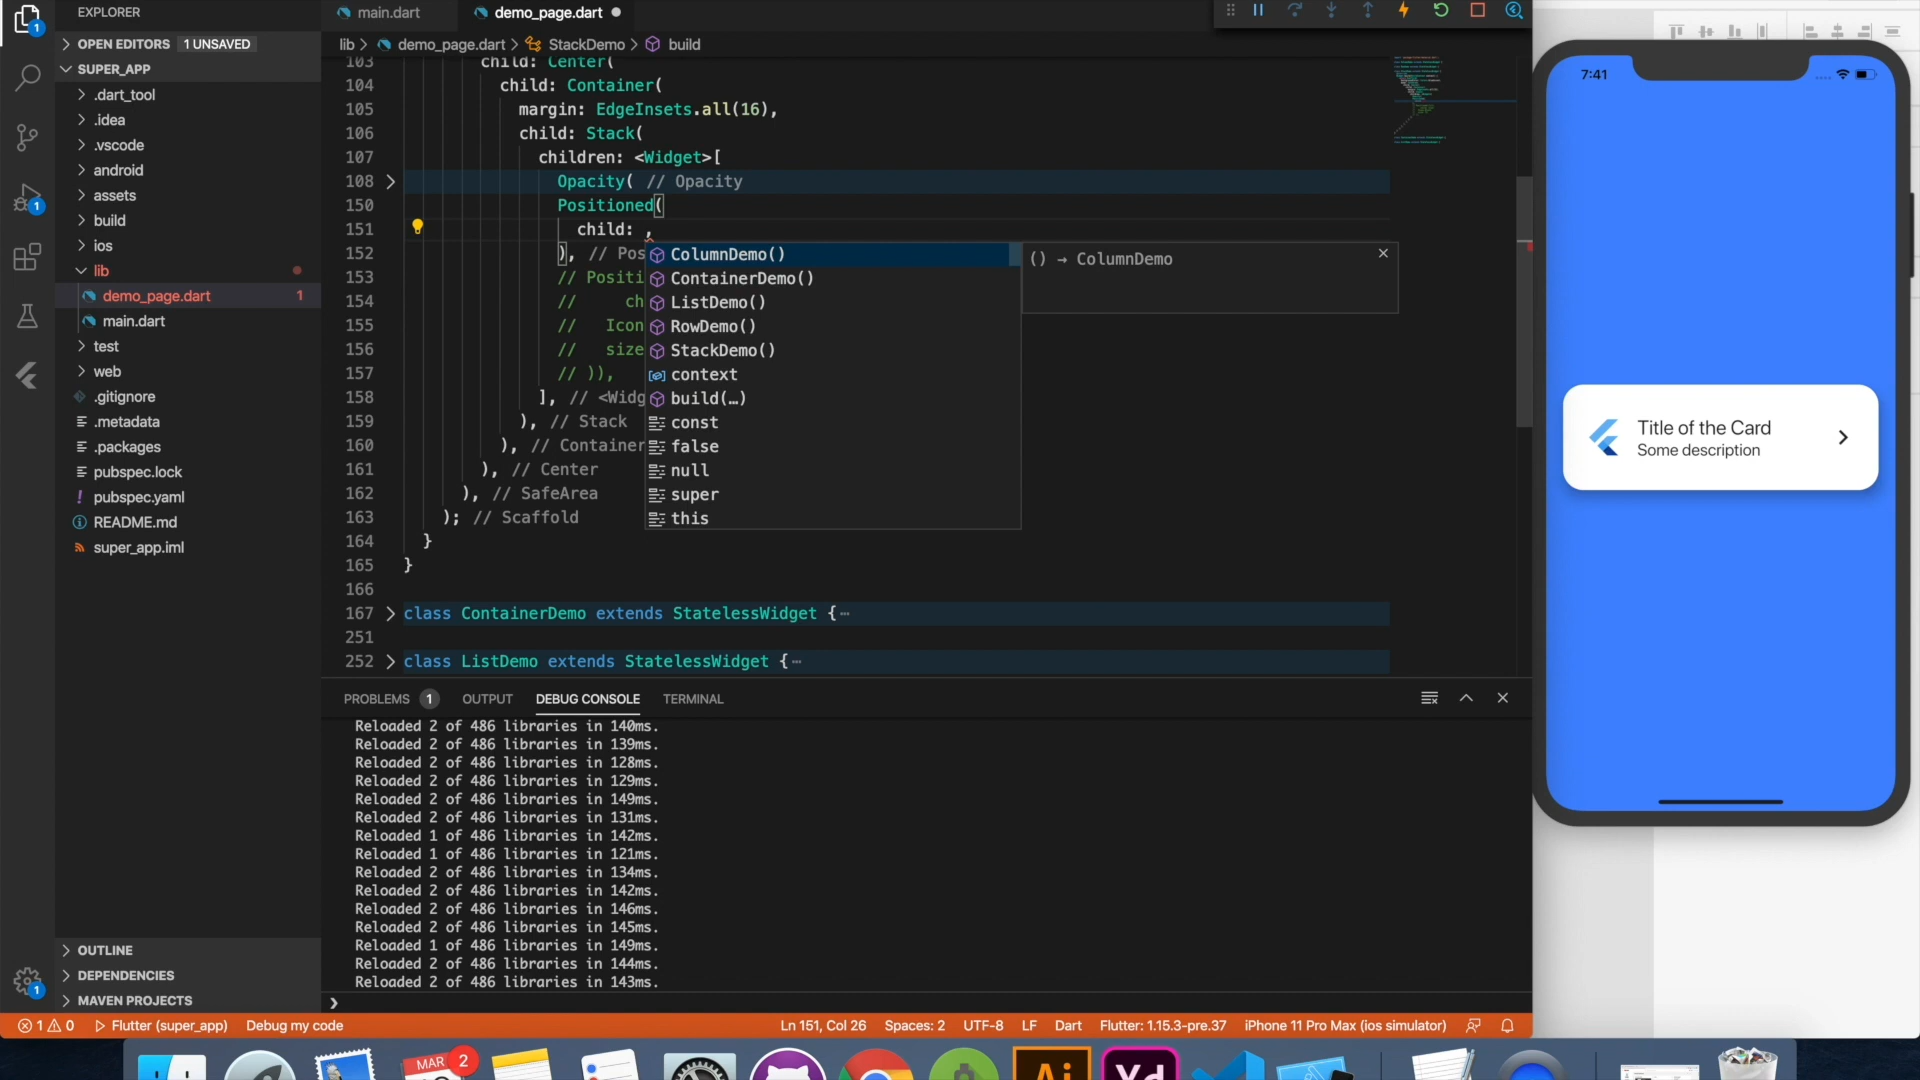 EXPLORER
main.dart
demo_page.dart
OPEN EDITORS 1 UNSAVED
lib > demo_page.dart > StackDemo > build
SUPER_APP
.dart_tool
.idea
.vscode
android
assets
build
ios
lib
demo_page.dart 1
main.dart
test
web
.gitignore
.metadata
.packages
pubspec.lock
pubspec.yaml
README.md
super_app.iml
OUTLINE
DEPENDENCIES
MAVEN PROJECTS
103 child: Center(
104 child: Container(
105 margin: EdgeInsets.all(16),
106 child: Stack(
107 children: <Widget>[
108 Opacity( // Opacity
150 Positioned(
151 child: ,
152 ), // Pos
153 // Positi
154 // ch
155 // Icon
156 // size
157 // )),
158 ], // <Widg
159 ), // Stack
160 ), // Container
161 ), // Center
162 ), // SafeArea
163 ); // Scaffold
164 }
165 }
166
167 class ContainerDemo extends StatelessWidget {
251
252 class ListDemo extends StatelessWidget {
ColumnDemo()
ContainerDemo()
ListDemo()
RowDemo()
StackDemo()
context
build(…)
const
false
null
super
this
() → ColumnDemo
PROBLEMS 1 OUTPUT DEBUG CONSOLE TERMINAL
Reloaded 2 of 486 libraries in 140ms.
Reloaded 2 of 486 libraries in 139ms.
Reloaded 2 of 486 libraries in 128ms.
Reloaded 2 of 486 libraries in 129ms.
Reloaded 2 of 486 libraries in 149ms.
Reloaded 2 of 486 libraries in 131ms.
Reloaded 1 of 486 libraries in 142ms.
Reloaded 1 of 486 libraries in 121ms.
Reloaded 2 of 486 libraries in 134ms.
Reloaded 2 of 486 libraries in 142ms.
Reloaded 2 of 486 libraries in 146ms.
Reloaded 2 of 486 libraries in 145ms.
Reloaded 1 of 486 libraries in 149ms.
Reloaded 2 of 486 libraries in 144ms.
Reloaded 2 of 486 libraries in 143ms.
1 0 Flutter (super_app) Debug my code Ln 151, Col 26 Spaces: 2 UTF-8 LF Dart Flutter: 1.15.3-pre.37 iPhone 11 Pro Max (ios simulator)
7:41
Title of the Card
Some description
MAR 2
Ai
Xd